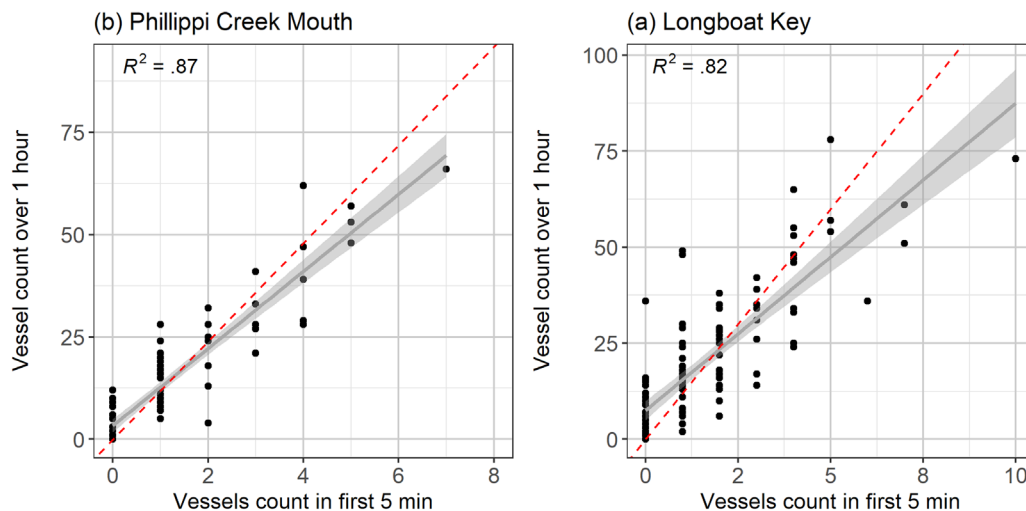 (b) Phillippi Creek Mouth
R² = .87
75
50
25
0
Vessel count over 1 hour
0 2 4 6 8
Vessels count in first 5 min
(a) Longboat Key
R² = .82
100
75
50
25
0
Vessel count over 1 hour
0 2 5 8 10
Vessels count in first 5 min